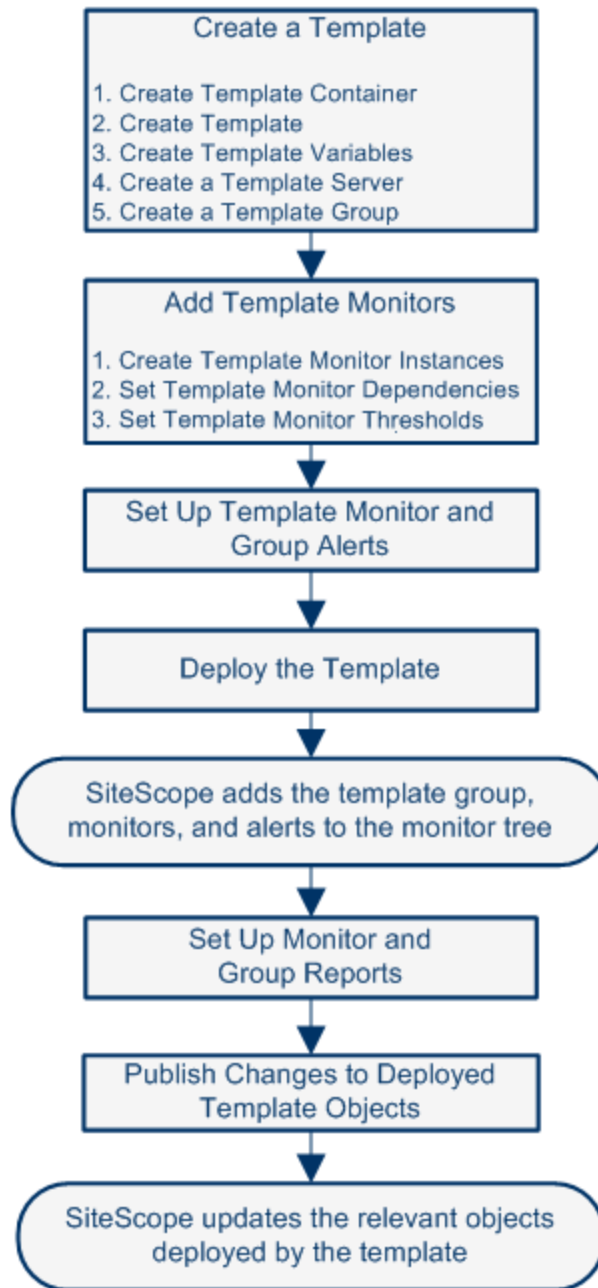 Create a Template
1. Create Template Container
2. Create Template
3. Create Template Variables
4. Create a Template Server
5. Create a Template Group
Add Template Monitors
1. Create Template Monitor Instances
2. Set Template Monitor Dependencies
3. Set Template Monitor Thresholds
Set Up Template Monitor and
Group Alerts
Deploy the Template
SiteScope adds the template group,
monitors, and alerts to the monitor tree
Set Up Monitor and
Group Reports
Publish Changes to Deployed
Template Objects
SiteScope updates the relevant objects
deployed by the template